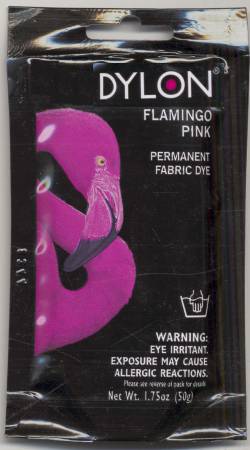 DYLON®
FLAMINGO
PINK
PERMANENT
FABRIC DYE
WARNING:
EYE IRRITANT.
EXPOSURE MAY CAUSE
ALLERGIC REACTIONS.
Please see reverse of pack for details
Net Wt. 1.75oz (50g)